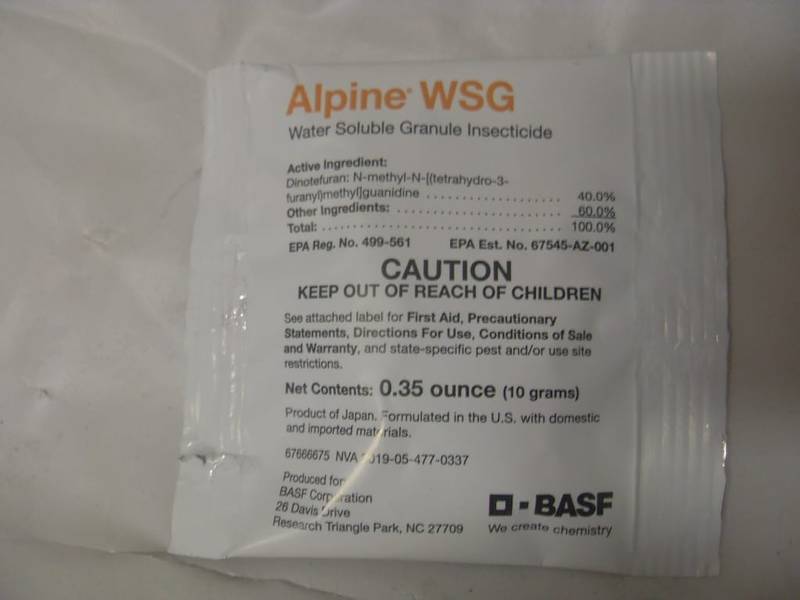 Alpine® WSG
Water Soluble Granule Insecticide
Active Ingredient:
Dinotefuran: N-methyl-N-[(tetrahydro-3-
furanyl)methyl]guanidine .................... 40.0%
Other Ingredients: ........................ 60.0%
Total: .................................... 100.0%
EPA Reg. No. 499-561 EPA Est. No. 67545-AZ-001
CAUTION
KEEP OUT OF REACH OF CHILDREN
See attached label for First Aid, Precautionary
Statements, Directions For Use, Conditions of Sale
and Warranty, and state-specific pest and/or use site
restrictions.
Net Contents: 0.35 ounce (10 grams)
Product of Japan. Formulated in the U.S. with domestic
and imported materials.
67666675 NVA 2019-05-477-0337
Produced for
BASF Corporation
26 Davis Drive
Research Triangle Park, NC 27709
BASF
We create chemistry